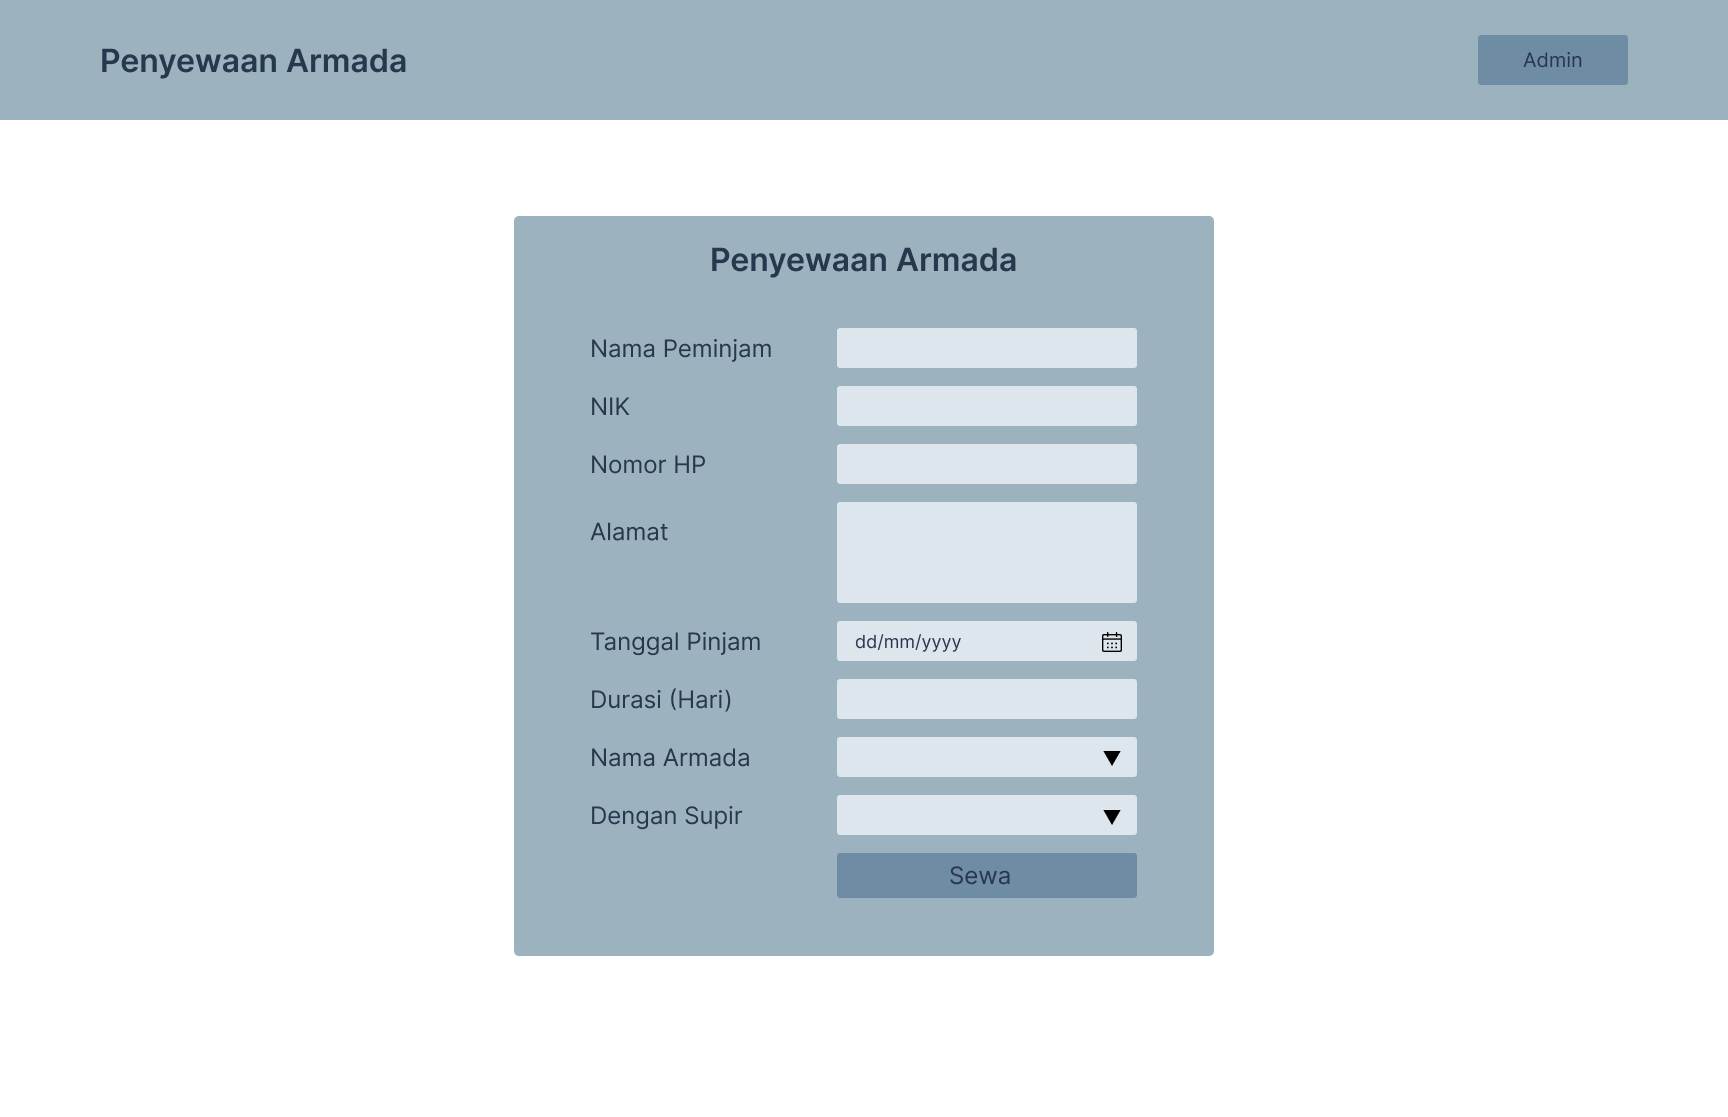 Penyewaan Armada
Admin
Penyewaan Armada
Nama Peminjam
NIK
Nomor HP
Alamat
Tanggal Pinjam
dd/mm/yyyy
Durasi (Hari)
Nama Armada
Dengan Supir
Sewa